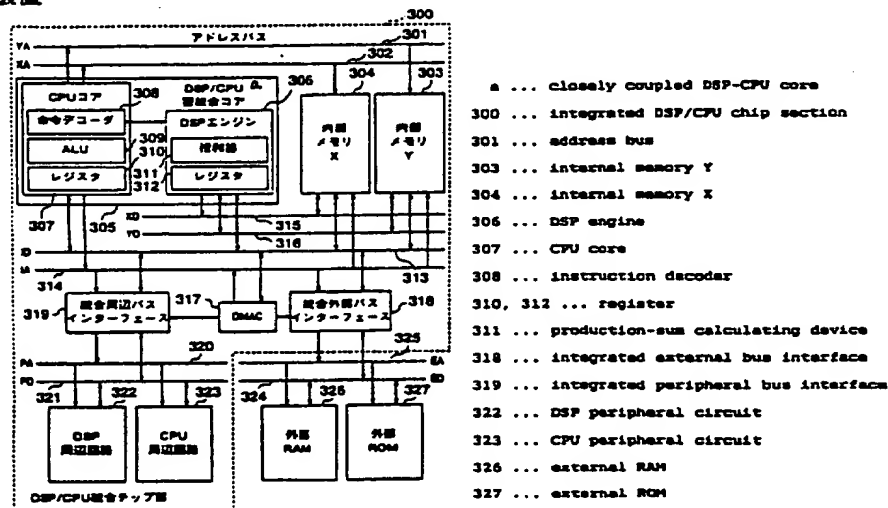 300
アドレスバス
301
YA
XA
302
CPUコア
308
DSP/CPU a
密結合コア
306
304
303
命令デコーダ
DSPエンジン
内部
メモリ
X
内部
メモリ
Y
ALU
309
310
積和器
レジスタ
311
312
レジスタ
307
305
XD
315
YD
316
ID
313
IA
314
319
統合周辺バス
インターフェース
317
DMAC
統合外部バス
インターフェース
318
320
325
PA
EA
PD
ED
321
322
323
324
326
327
DSP
周辺回路
CPU
周辺回路
外部
RAM
外部
ROM
DSP/CPU統合チップ部
a ... closely coupled DSP-CPU core
300 ... integrated DSP/CPU chip section
301 ... address bus
303 ... internal memory Y
304 ... internal memory X
306 ... DSP engine
307 ... CPU core
308 ... instruction decoder
310, 312 ... register
311 ... production-sum calculating device
318 ... integrated external bus interface
319 ... integrated peripheral bus interface
322 ... DSP peripheral circuit
323 ... CPU peripheral circuit
326 ... external RAM
327 ... external ROM